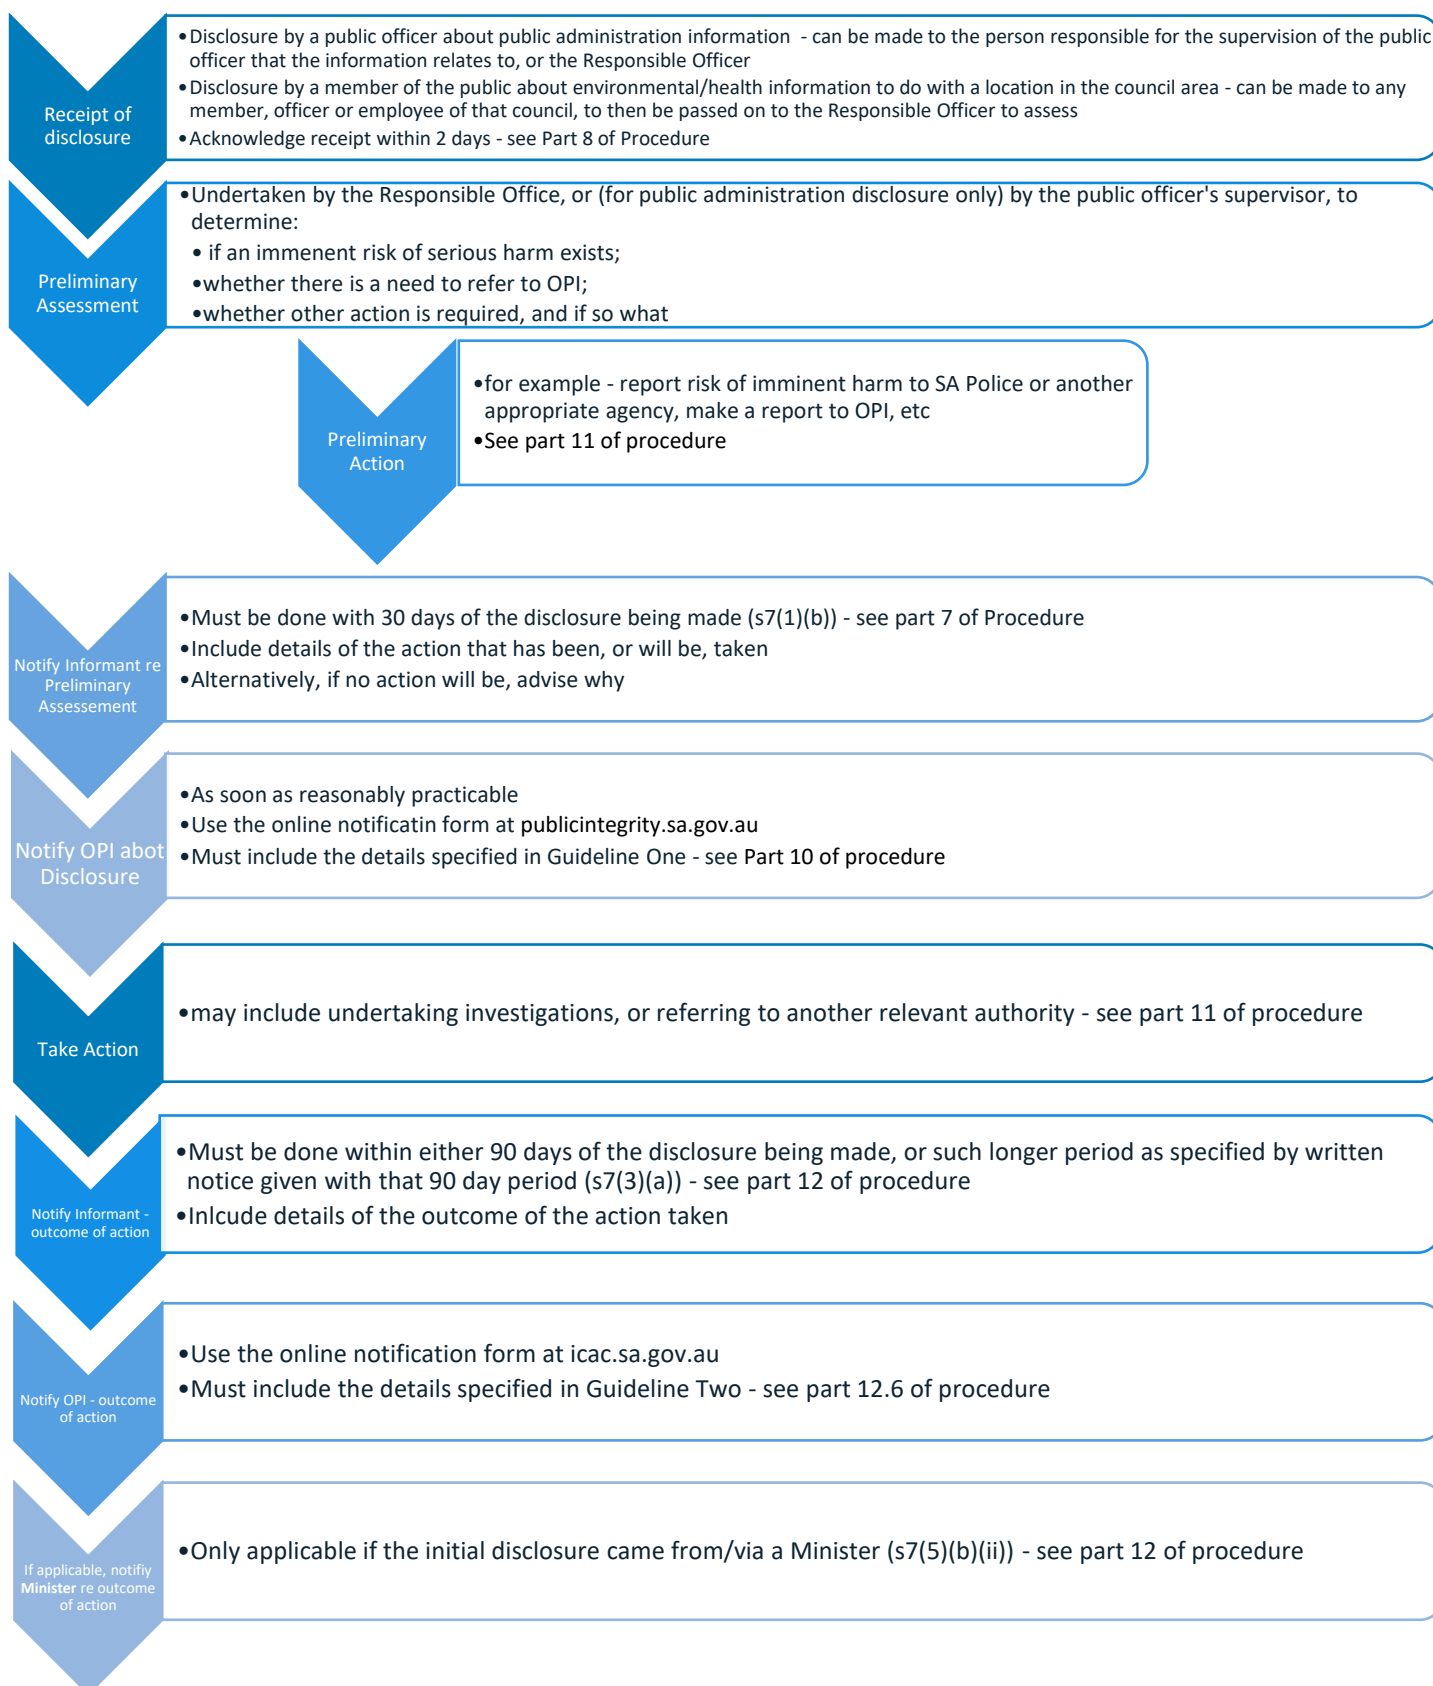 Receipt of
disclosure
•Disclosure by a public officer about public administration information - can be made to the person responsible for the supervision of the public
officer that the information relates to, or the Responsible Officer
•Disclosure by a member of the public about environmental/health information to do with a location in the council area - can be made to any
member, officer or employee of that council, to then be passed on to the Responsible Officer to assess
•Acknowledge receipt within 2 days - see Part 8 of Procedure
Preliminary
Assessment
•Undertaken by the Responsible Office, or (for public administration disclosure only) by the public officer's supervisor, to
determine:
• if an immenent risk of serious harm exists;
•whether there is a need to refer to OPI;
•whether other action is required, and if so what
Preliminary
Action
•for example - report risk of imminent harm to SA Police or another
appropriate agency, make a report to OPI, etc
•See part 11 of procedure
Notify Informant re
Preliminary
Assessement
•Must be done with 30 days of the disclosure being made (s7(1)(b)) - see part 7 of Procedure
•Include details of the action that has been, or will be, taken
•Alternatively, if no action will be, advise why
Notify OPI abot
Disclosure
•As soon as reasonably practicable
•Use the online notificatin form at publicintegrity.sa.gov.au
•Must include the details specified in Guideline One - see Part 10 of procedure
Take Action
•may include undertaking investigations, or referring to another relevant authority - see part 11 of procedure
Notify Informant -
outcome of action
•Must be done within either 90 days of the disclosure being made, or such longer period as specified by written
notice given with that 90 day period (s7(3)(a)) - see part 12 of procedure
•Inlcude details of the outcome of the action taken
Notify OPI - outcome
of action
•Use the online notification form at icac.sa.gov.au
•Must include the details specified in Guideline Two - see part 12.6 of procedure
If applicable, notifiy
Minister re outcome
of action
•Only applicable if the initial disclosure came from/via a Minister (s7(5)(b)(ii)) - see part 12 of procedure